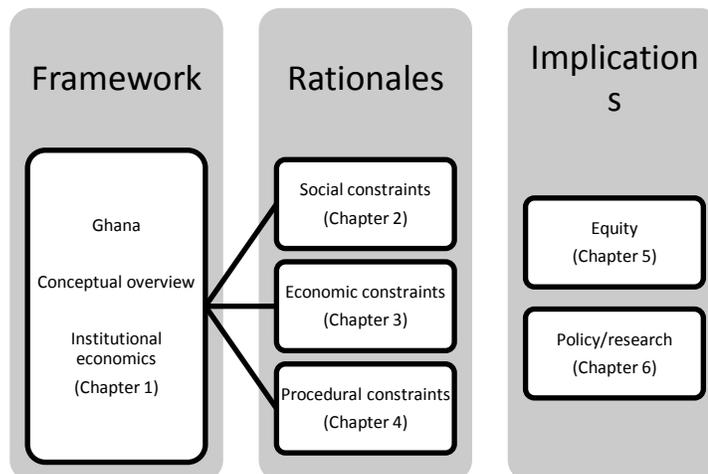 Framework
Ghana
Conceptual overview
Institutional
economics
(Chapter 1)
Rationales
Social constraints
(Chapter 2)
Economic constraints
(Chapter 3)
Procedural constraints
(Chapter 4)
Implication
s
Equity
(Chapter 5)
Policy/research
(Chapter 6)